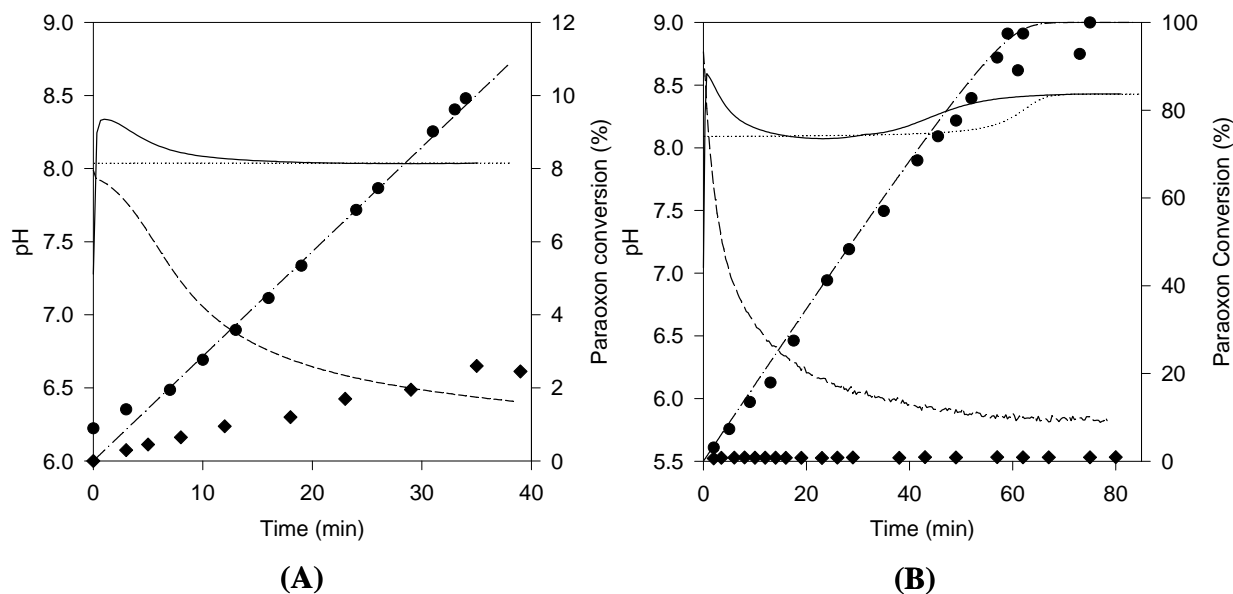 9.0
8.5
8.0
7.5
7.0
6.5
6.0
pH
12
10
8
6
4
2
0
Paraoxon conversion (%)
0 10 20 30 40
Time (min)
(A)
9.0
8.5
8.0
7.5
7.0
6.5
6.0
5.5
pH
100
80
60
40
20
0
Paraoxon Conversion (%)
0 20 40 60 80
Time (min)
(B)